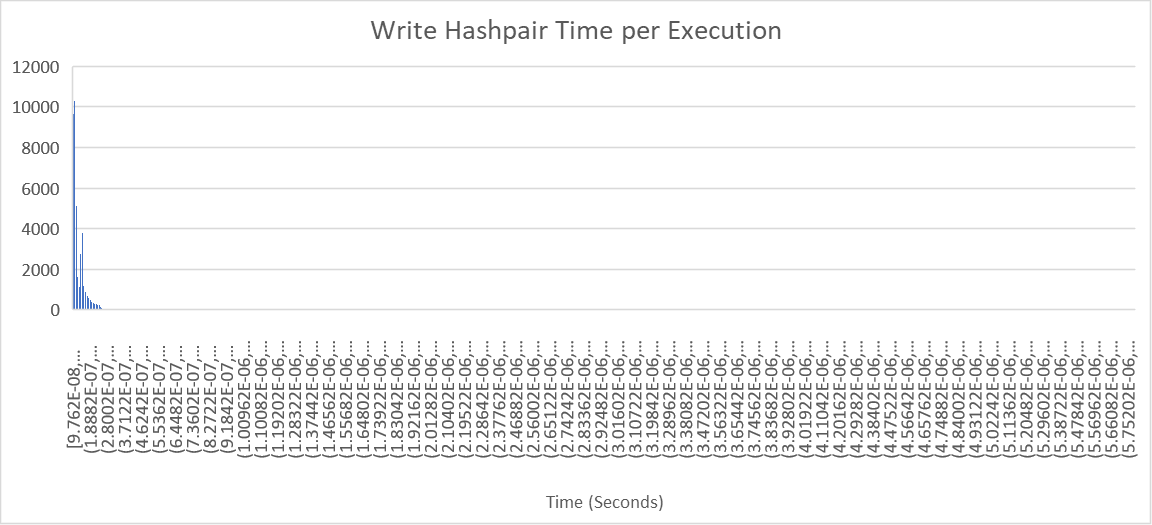 Write Hashpair Time per Execution
12000
10000
8000
6000
4000
2000
0
[9.762E-08,…
(1.8882E-07,…
(2.8002E-07,…
(3.7122E-07,…
(4.6242E-07,…
(5.5362E-07,…
(6.4482E-07,…
(7.3602E-07,…
(8.2722E-07,…
(9.1842E-07,…
(1.00962E-06,…
(1.10082E-06,…
(1.19202E-06,…
(1.28322E-06,…
(1.37442E-06,…
(1.46562E-06,…
(1.55682E-06,…
(1.64802E-06,…
(1.73922E-06,…
(1.83042E-06,…
(1.92162E-06,…
(2.01282E-06,…
(2.10402E-06,…
(2.19522E-06,…
(2.28642E-06,…
(2.37762E-06,…
(2.46882E-06,…
(2.56002E-06,…
(2.65122E-06,…
(2.74242E-06,…
(2.83362E-06,…
(2.92482E-06,…
(3.01602E-06,…
(3.10722E-06,…
(3.19842E-06,…
(3.28962E-06,…
(3.38082E-06,…
(3.47202E-06,…
(3.56322E-06,…
(3.65442E-06,…
(3.74562E-06,…
(3.83682E-06,…
(3.92802E-06,…
(4.01922E-06,…
(4.11042E-06,…
(4.20162E-06,…
(4.29282E-06,…
(4.38402E-06,…
(4.47522E-06,…
(4.56642E-06,…
(4.65762E-06,…
(4.74882E-06,…
(4.84002E-06,…
(4.93122E-06,…
(5.02242E-06,…
(5.11362E-06,…
(5.20482E-06,…
(5.29602E-06,…
(5.38722E-06,…
(5.47842E-06,…
(5.56962E-06,…
(5.66082E-06,…
(5.75202E-06,…
Time (Seconds)